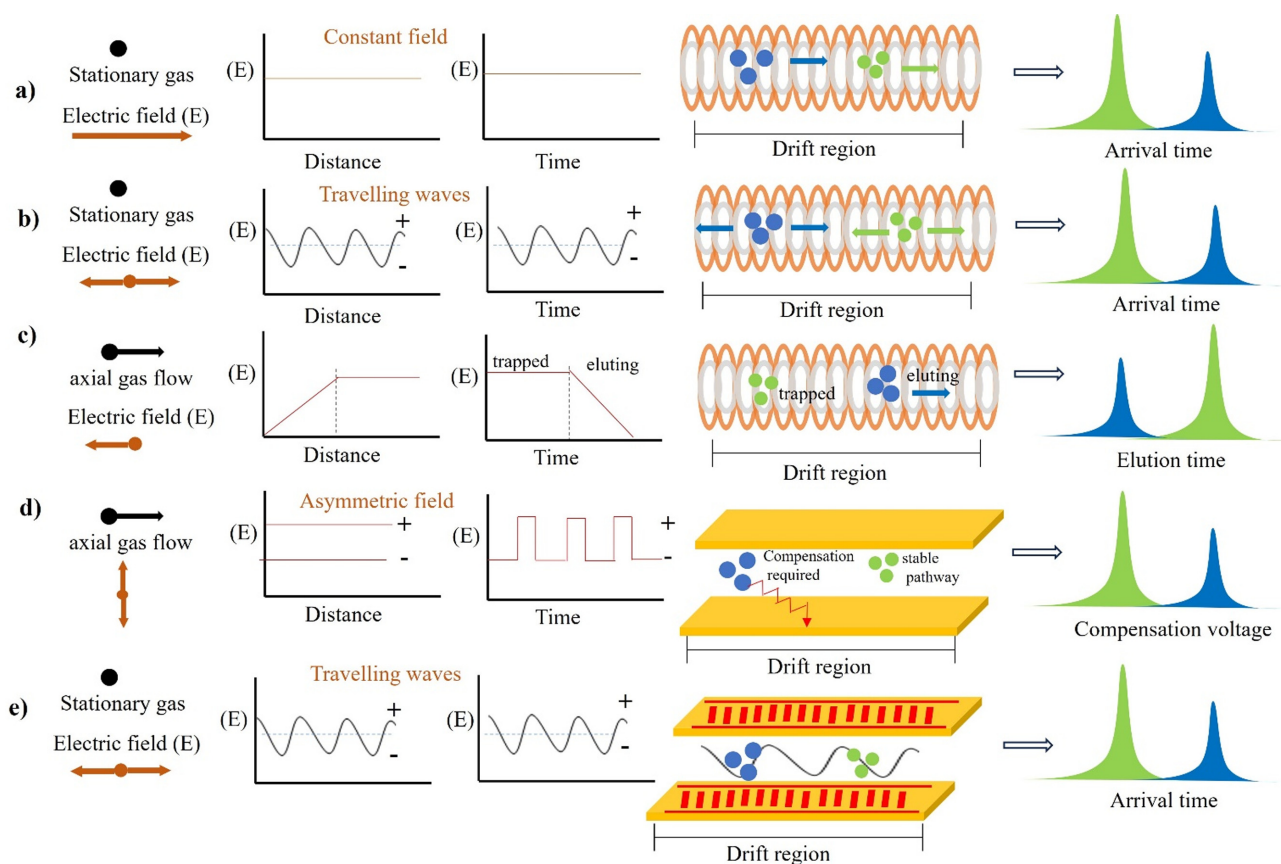 a)
Stationary gas
Electric field (E)
(E)
Constant field
Distance
(E)
Time
Drift region
Arrival time
b)
Stationary gas
Electric field (E)
(E)
Travelling waves
+
-
Distance
(E)
+
-
Time
Drift region
Arrival time
c)
axial gas flow
Electric field (E)
(E)
Distance
(E)
trapped
eluting
Time
trapped
eluting
Drift region
Elution time
d)
axial gas flow
(E)
Asymmetric field
+
-
Distance
(E)
+
-
Time
Compensation
required
stable
pathway
Drift region
Compensation voltage
e)
Stationary gas
Electric field (E)
(E)
Travelling waves
+
-
(E)
+
-
Drift region
Arrival time